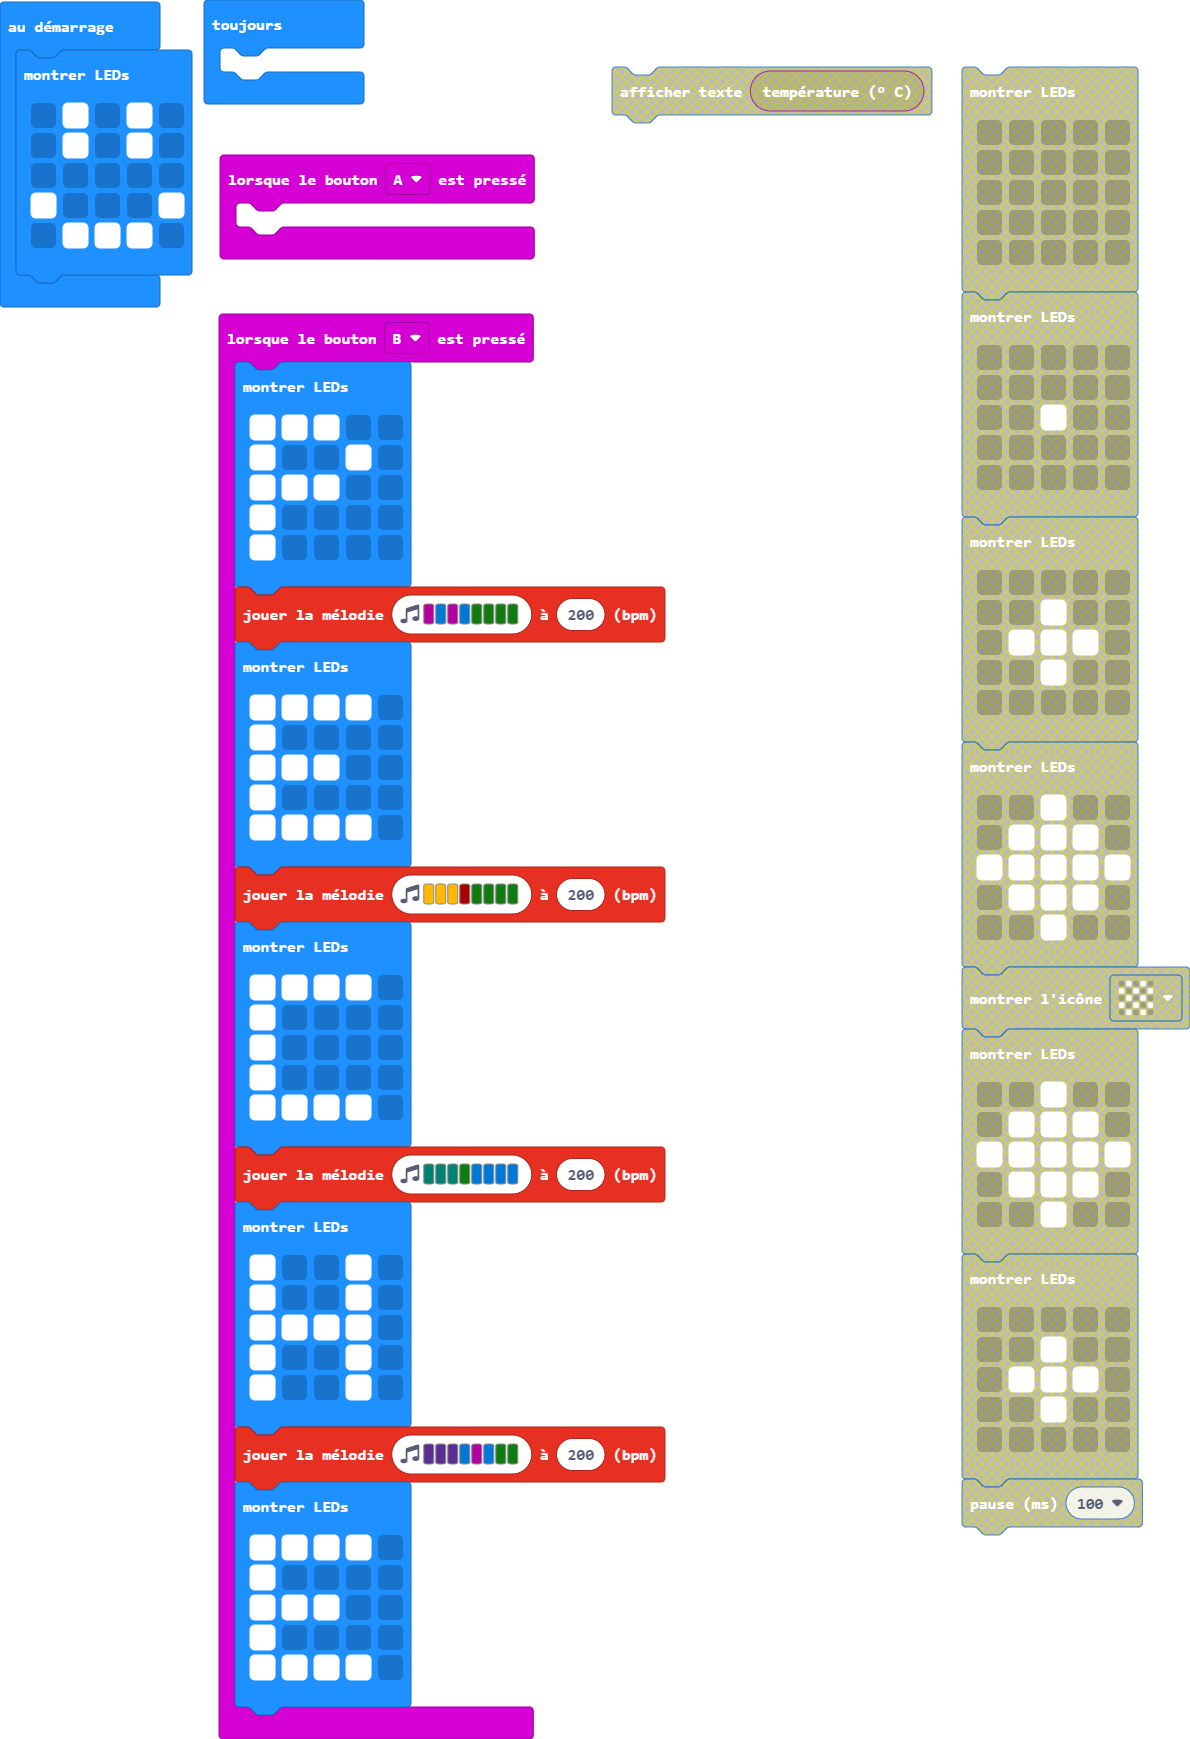 au démarrage
montrer LEDs
toujours
lorsque le bouton A est pressé
lorsque le bouton B est pressé
montrer LEDs
jouer la mélodie à 200 (bpm)
montrer LEDs
jouer la mélodie à 200 (bpm)
montrer LEDs
jouer la mélodie à 200 (bpm)
montrer LEDs
jouer la mélodie à 200 (bpm)
montrer LEDs
afficher texte température (º C)
montrer LEDs
montrer LEDs
montrer LEDs
montrer LEDs
montrer l'icône
montrer LEDs
montrer LEDs
pause (ms) 100